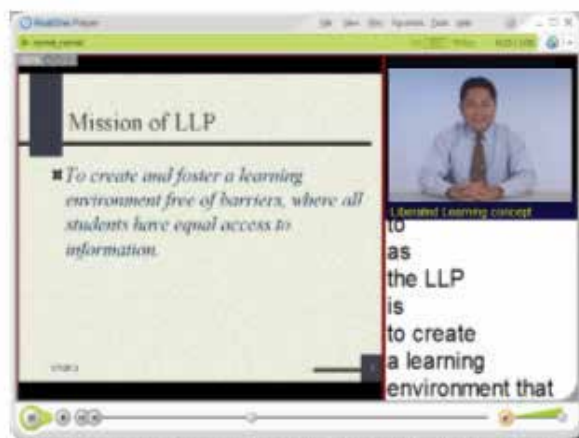 Mission of LLP
To create and foster a learning
environment free of barriers, where all
students have equal access to
information.
Liberated Learning concept
to
as
the LLP
is
to create
a learning
environment that